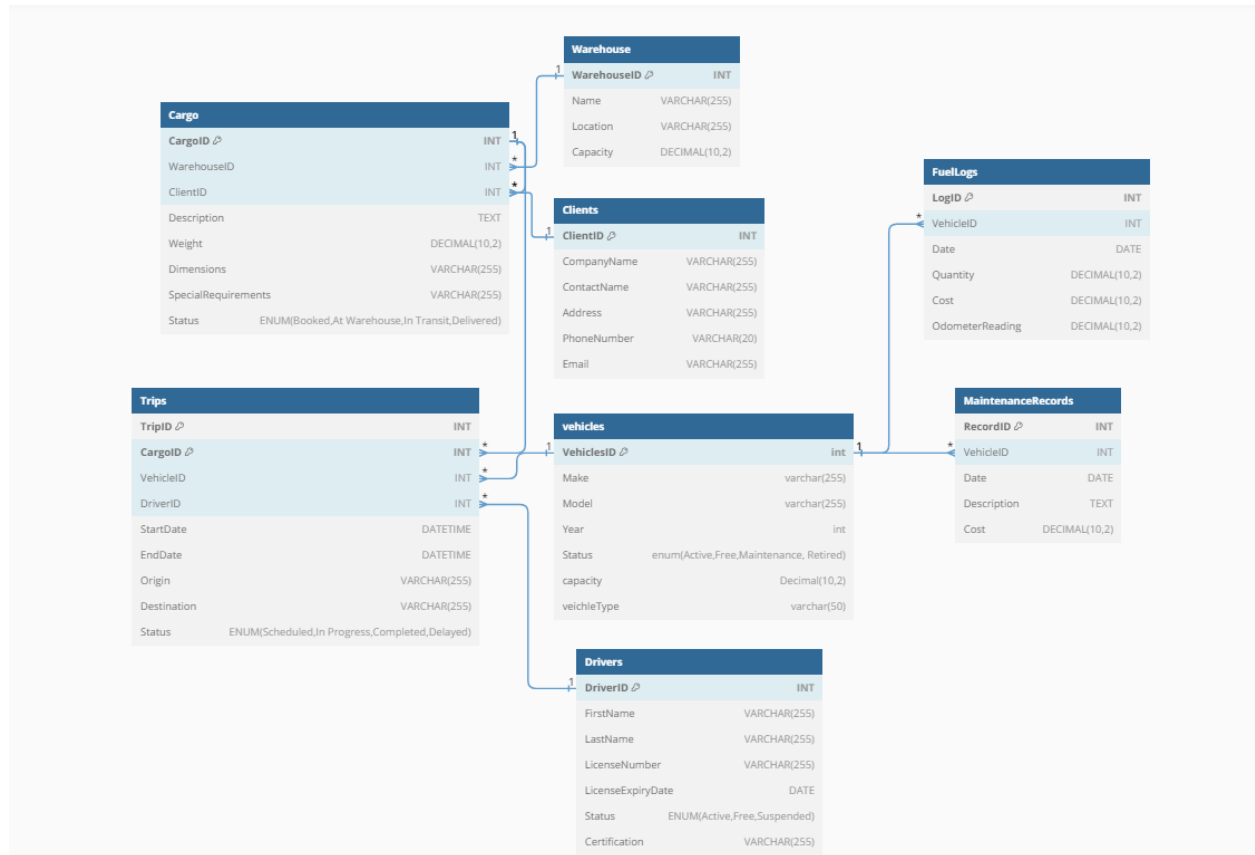 Warehouse
WarehouseID INT
Name VARCHAR(255)
Location VARCHAR(255)
Capacity DECIMAL(10,2)
Cargo
CargoID INT
WarehouseID INT
ClientID INT
Description TEXT
Weight DECIMAL(10,2)
Dimensions VARCHAR(255)
SpecialRequirements VARCHAR(255)
Status ENUM(Booked,At Warehouse,In Transit,Delivered)
1
1
*
*
1
Clients
ClientID INT
CompanyName VARCHAR(255)
ContactName VARCHAR(255)
Address VARCHAR(255)
PhoneNumber VARCHAR(20)
Email VARCHAR(255)
FuelLogs
LogID INT
* VehicleID INT
Date DATE
Quantity DECIMAL(10,2)
Cost DECIMAL(10,2)
OdometerReading DECIMAL(10,2)
Trips
TripID INT
CargoID INT *
VehicleID INT *
DriverID INT *
StartDate DATETIME
EndDate DATETIME
Origin VARCHAR(255)
Destination VARCHAR(255)
Status ENUM(Scheduled,In Progress,Completed,Delayed)
vehicles
1 VehiclesID int 1
Make varchar(255)
Model varchar(255)
Year int
Status enum(Active,Free,Maintenance, Retired)
capacity Decimal(10,2)
veichleType varchar(50)
MaintenanceRecords
RecordID INT
* VehicleID INT
Date DATE
Description TEXT
Cost DECIMAL(10,2)
Drivers
1 DriverID INT
FirstName VARCHAR(255)
LastName VARCHAR(255)
LicenseNumber VARCHAR(255)
LicenseExpiryDate DATE
Status ENUM(Active,Free,Suspended)
Certification VARCHAR(255)